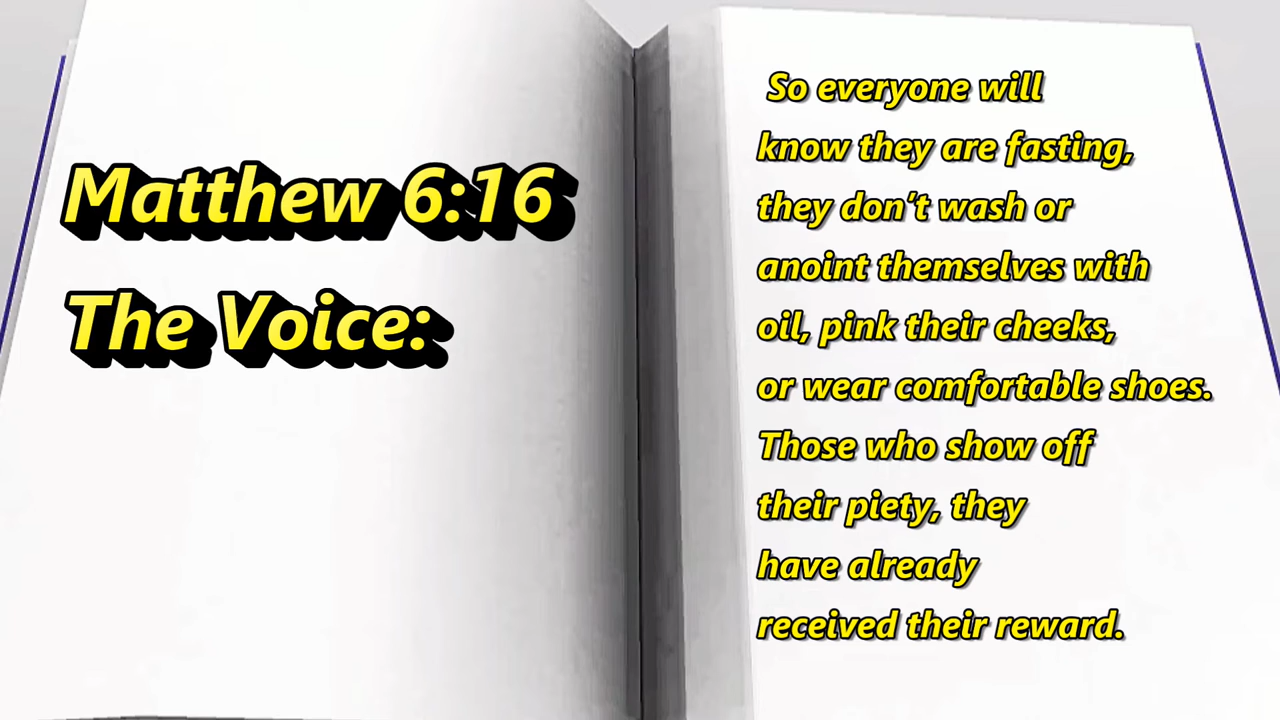 Matthew 6:16
The Voice:
So everyone will
know they are fasting,
they don't wash or
anoint themselves with
oil, pink their cheeks,
or wear comfortable shoes.
Those who show off
their piety, they
have already
received their reward.